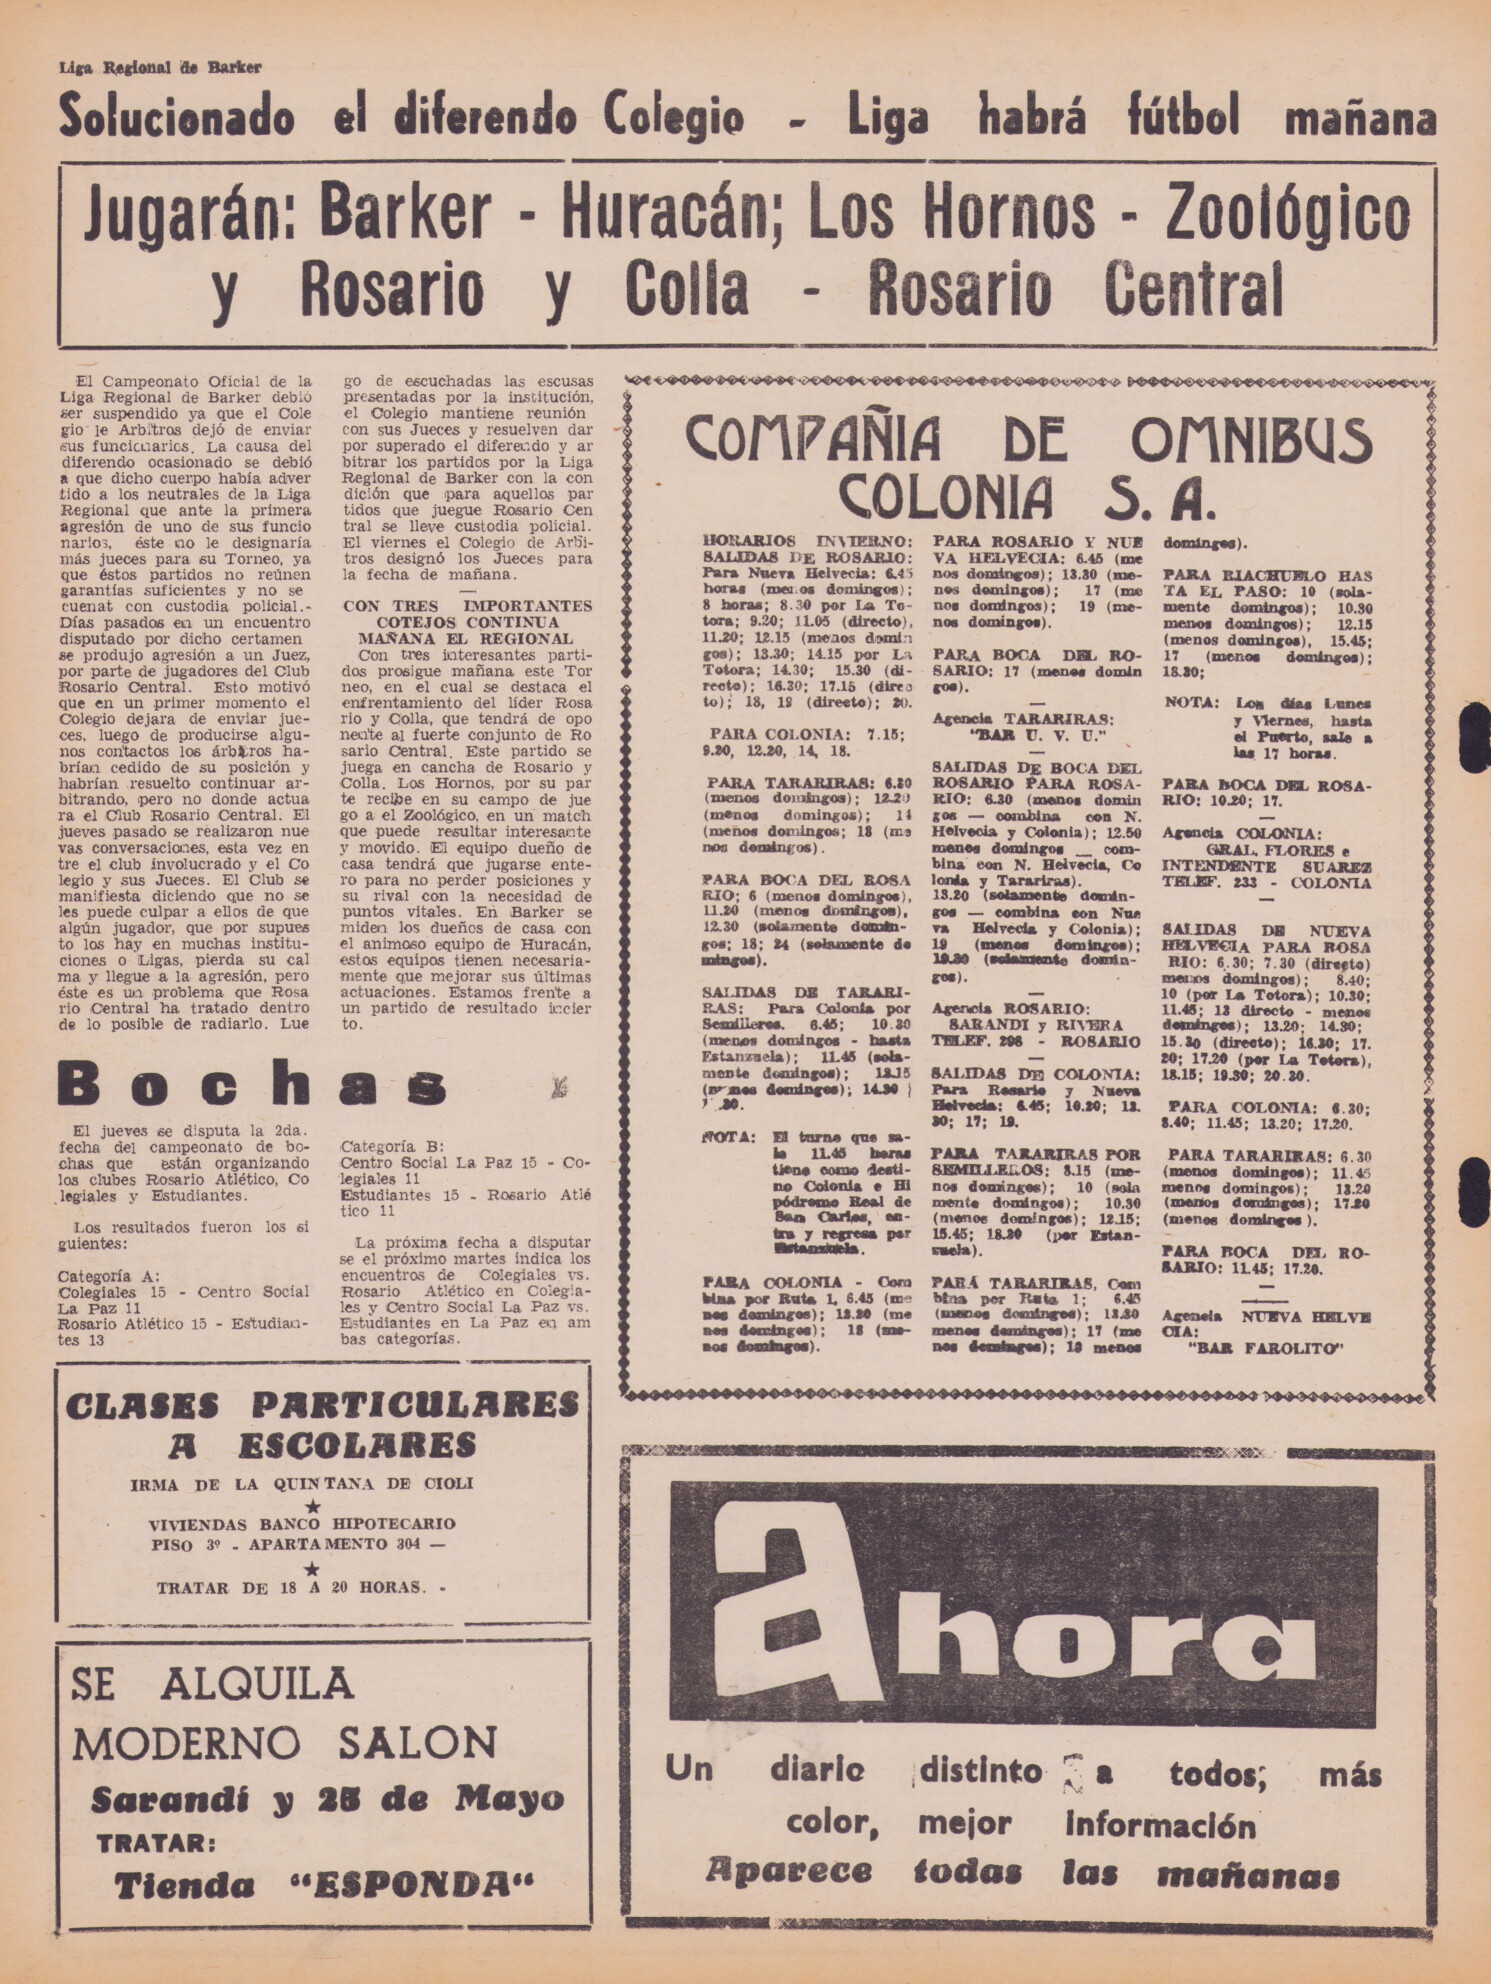 Liga Regional de Barker
Solucionado el diferendo Colegio - Liga habrá fútbol mañana
Jugarán: Barker - Huracán; Los Hornos - Zoológico
y Rosario y Colla - Rosario Central
El Campeonato Oficial de la
Liga Regional de Barker debió
ser suspendido ya que el Cole
gio le Arbitros dejó de enviar
sus funcionarios. La causa del
diferendo ocasionado se debió
a que dicho cuerpo había adver
tido a los neutrales de la Liga
Regional que ante la primera
agresión de uno de sus funcio
narios, éste no le designaría
más jueces para su Torneo, ya
que éstos partidos no reúnen
garantías suficientes y no se
cuenat con custodia policial.-
Días pasados en un encuentro
disputado por dicho certamen
se produjo agresión a un Juez,
por parte de jugadores del Club
Rosario Central. Esto motivó
que en un primer momento el
Colegio dejara de enviar jue-
ces, luego de producirse algu-
nos contactos los árbitros ha-
brían cedido de su posición y
habrían resuelto continuar ar-
bitrando, pero no donde actua
ra el Club Rosario Central. El
jueves pasado se realizaron nue
vas conversaciones, esta vez en
tre el club involucrado y el Co
legio y sus Jueces. El Club se
manifiesta diciendo que no se
les puede culpar a ellos de que
algún jugador, que por supues
to los hay en muchas institu-
ciones o Ligas, pierda su cal
ma y llegue a la agresión, pero
éste es un problema que Rosa
rio Central ha tratado dentro
de lo posible de radiarlo. Lue
go de escuchadas las escusas
presentadas por la institución,
el Colegio mantiene reunión
con sus Jueces y resuelven dar
por superado el diferendo y ar
bitrar los partidos por la Liga
Regional de Barker con la con
dición que para aquellos par
tidos que juegue Rosario Cen
tral se lleve custodia policial.
El viernes el Colegio de Arbi-
tros designó los Jueces para
la fecha de mañana.
—
CON TRES IMPORTANTES
COTEJOS CONTINUA
MAÑANA EL REGIONAL
Con tres interesantes parti-
dos prosigue mañana este Tor
neo, en el cual se destaca el
enfrentamiento del líder Rosa
rio y Colla, que tendrá de opo
nente al fuerte conjunto de Ro
sario Central. Este partido se
juega en cancha de Rosario y
Colla. Los Hornos, por su par
te recibe en su campo de jue
go a el Zoológico, en un match
que puede resultar interesante
y movido. El equipo dueño de
casa tendrá que jugarse ente-
ro para no perder posiciones y
su rival con la necesidad de
puntos vitales. En Barker se
miden los dueños de casa con
el animoso equipo de Huracán,
estos equipos tienen necesaria-
mente que mejorar sus últimas
actuaciones. Estamos frente a
un partido de resultado incier
to.
Bochas
El jueves se disputa la 2da.
fecha del campeonato de bo-
chas que están organizando
los clubes Rosario Atlético, Co
legiales y Estudiantes.
Los resultados fueron los si
guientes:
Categoría A:
Colegiales 15 - Centro Social
La Paz 11
Rosario Atlético 15 - Estudian-
tes 13
Categoría B:
Centro Social La Paz 15 - Co-
legiales 11
Estudiantes 15 - Rosario Atlé
tico 11
La próxima fecha a disputar
se el próximo martes indica los
encuentros de Colegiales vs.
Rosario Atlético en Colegia-
les y Centro Social La Paz vs.
Estudiantes en La Paz en am
bas categorías.
CLASES PARTICULARES
A ESCOLARES
IRMA DE LA QUINTANA DE CIOLI
★
VIVIENDAS BANCO HIPOTECARIO
PISO 3º - APARTAMENTO 304 —
★
TRATAR DE 18 A 20 HORAS. -
SE ALQUILA
MODERNO SALON
Sarandí y 25 de Mayo
TRATAR:
Tienda "ESPONDA"
COMPAÑIA DE OMNIBUS
COLONIA S. A.
HORARIOS INVIERNO:
SALIDAS DE ROSARIO:
Para Nueva Helvecia: 6.45
horas (menos domingos);
8 horas; 8.30 por La To-
tora; 9.20; 11.05 (directo),
11.20; 12.15 (menos domin
gos); 13.30; 14.15 por La
Totora; 14.30; 15.30 (di-
recto); 16.30; 17.15 (direc
to); 18, 19 (directo); 20.
PARA COLONIA: 7.15;
9.20, 12.20, 14, 18.
PARA TARARIRAS: 6.20
(menos domingos); 12.20
(menos domingos); 14
(menos domingos; 18 (me
nos domingos).
PARA BOCA DEL ROSA
RIO; 6 (menos domingos),
11.20 (menos domingos),
12.30 (solamente domin-
gos; 18; 24 (solamente do
mingos).
SALIDAS DE TARARI-
RAS: Para Colonia por
Semilleros. 6.45; 10.30
(menos domingos - hasta
Estanzuela); 11.45 (sola-
mente domingos); 12.15
(menos domingos); 14.30;
.30.
NOTA: El turno que sa-
le 11.45 horas
tiene como desti-
no Colonia e Hi
pódromo Real de
San Carlos, en-
tra y regresa por
Estanzuela.
PARA COLONIA - Com
bina por Ruta 1, 6.45 (me
nos domingos); 12.20 (me
nos domingos); 18 (me-
nos domingos).
PARA ROSARIO Y NUE
VA HELVECIA: 6.45 (me
nos domingos); 13.30 (me-
nos domingos); 17 (me
nos domingos); 19 (me-
nos domingos).
PARA BOCA DEL RO-
SARIO: 17 (menos domin
gos).
—
Agencia TARARIRAS:
"BAR U. V. U."
—
SALIDAS DE BOCA DEL
ROSARIO PARA ROSA-
RIO: 6.30 (menos domin
gos — combina con N.
Helvecia y Colonia); 12.50
menos domingos — com-
bina con N. Helvecia, Co
lonia y Tarariras).
13.20 (solamente domin-
gos — combina con Nue
va Helvecia y Colonia);
19 (menos domingos);
19.30 (solamente domin-
gos).
—
Agencia ROSARIO:
SARANDI y RIVERA
TELEF. 298 - ROSARIO
—
SALIDAS DE COLONIA:
Para Rosario y Nueva
Helvecia: 6.45; 10.20; 13.
30; 17; 19.
PARA TARARIRAS POR
SEMILLEROS: 8.15 (me-
nos domingos); 10 (sola
mente domingos); 10.30
(menos domingos); 12.15;
15.45; 18.30 (por Estan-
zuela).
PARÁ TARARIRAS, Com
bina por Ruta 1; 6.45
(menos domingos); 13.30
menos domingos); 17 (me
nos domingos); 19 menos
domingos).
PARA RIACHUELO HAS
TA EL PASO: 10 (sola-
mente domingos); 10.30
menos domingos); 12.15
(menos domingos), 15.45;
17 (menos domingos);
18.30;
NOTA: Los días Lunes
y Viernes, hasta
el Puerto, sale a
las 17 horas.
PARA BOCA DEL ROSA-
RIO: 10.20; 17.
—
Agencia COLONIA:
GRAL. FLORES e
INTENDENTE SUAREZ
TELEF. 233 - COLONIA
—
SALIDAS DE NUEVA
HELVECIA PARA ROSA
RIO: 6.30; 7.30 (directo)
menos domingos); 8.40;
10 (por La Totora); 10.30;
11.45; 13 directo - menos
domingos); 13.20; 14.30;
15.30 (directo); 16.30; 17.
20; 17.20 (por La Totora),
18.15; 19.30; 20.30.
PARA COLONIA: 6.30;
8.40; 11.45; 13.20; 17.20.
PARA TARARIRAS: 6.30
(menos domingos); 11.45
menos domingos); 13.20
(menos domingos); 17.20
(menos domingos).
PARA BOCA DEL RO-
SARIO: 11.45; 17.20.
—
Agencia NUEVA HELVE
CIA:
"BAR FAROLITO"
Ahora
Un diario distinto a todos; más
color, mejor información
Aparece todas las mañanas